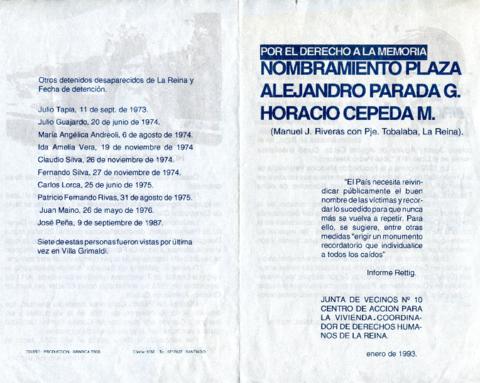 Otros detenidos desaparecidos de La Reina y
Fecha de detención.
Julio Tapia, 11 de sept. de 1973.
Julio Guajardo, 20 de junio de 1974.
María Angélica Andreoli, 6 de agosto de 1974.
Ida Amelia Vera, 19 de noviembre de 1974
Claudio Silva, 26 de noviembre de 1974.
Fernando Silva, 27 de noviembre de 1974.
Carlos Lorca, 25 de junio de 1975.
Patricio Fernando Rivas, 31 de agosto de 1975.
Juan Maino, 26 de mayo de 1976.
José Peña, 9 de septiembre de 1987.
Siete de estas personas fueron vistas por última
vez en Villa Grimaldi.
POR EL DERECHO A LA MEMORIA
NOMBRAMIENTO PLAZA
ALEJANDRO PARADA G.
HORACIO CEPEDA M.
(Manuel J. Riveras con Pje. Tobalaba, La Reina).
"El País necesita reivin-
dicar públicamente el buen
nombre de las víctimas y recor-
dar lo sucedido para que nunca
más se vuelva a repetir. Para
ello, se sugiere, entre otras
medidas "erigir un monumento
recordatorio que individualice
a todos los caídos"
Informe Rettig.
JUNTA DE VECINOS Nº 10
CENTRO DE ACCION PARA
LA VIVIENDA.COORDINA-
DOR DE DERECHOS HUMA-
NOS DE LA REINA.
enero de 1993.